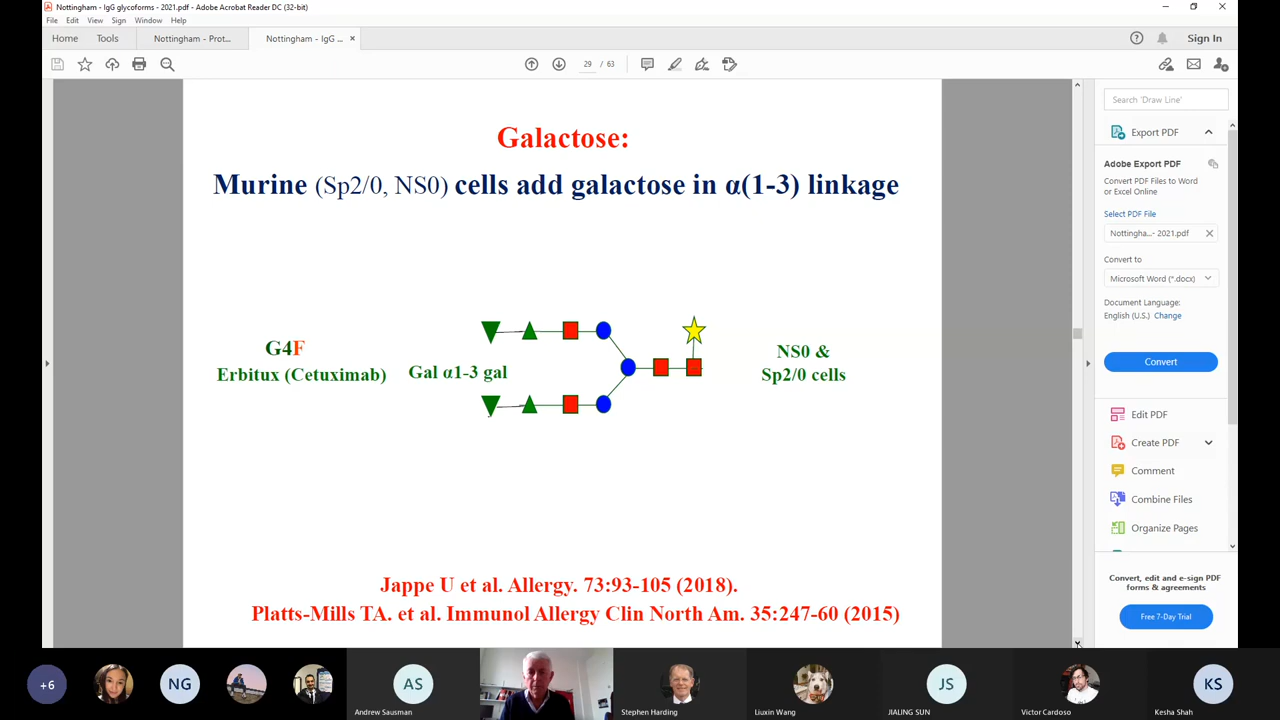 Nottingham - IgG glycoforms - 2021.pdf - Adobe Acrobat Reader DC (32-bit)
File Edit View Sign Window Help
Home Tools Nottingham - Prot... Nottingham - IgG ... × Sign In
29 / 63
Galactose:
Murine (Sp2/0, NS0) cells add galactose in α(1-3) linkage
G4F
Erbitux (Cetuximab)
Gal α1-3 gal
NS0 &
Sp2/0 cells
Jappe U et al. Allergy. 73:93-105 (2018).
Platts-Mills TA. et al. Immunol Allergy Clin North Am. 35:247-60 (2015)
Search 'Draw Line'
Export PDF
Adobe Export PDF
Convert PDF Files to Word
or Excel Online
Select PDF File
Nottingha...- 2021.pdf
Convert to
Microsoft Word (*.docx)
Document Language:
English (U.S.) Change
Convert
Edit PDF
Create PDF
Comment
Combine Files
Organize Pages
Convert, edit and e-sign PDF
forms & agreements
Free 7-Day Trial
+6
NG
AS
Andrew Sausman
Stephen Harding
Liuxin Wang
JS
JIALING SUN
Victor Cardoso
KS
Kesha Shah